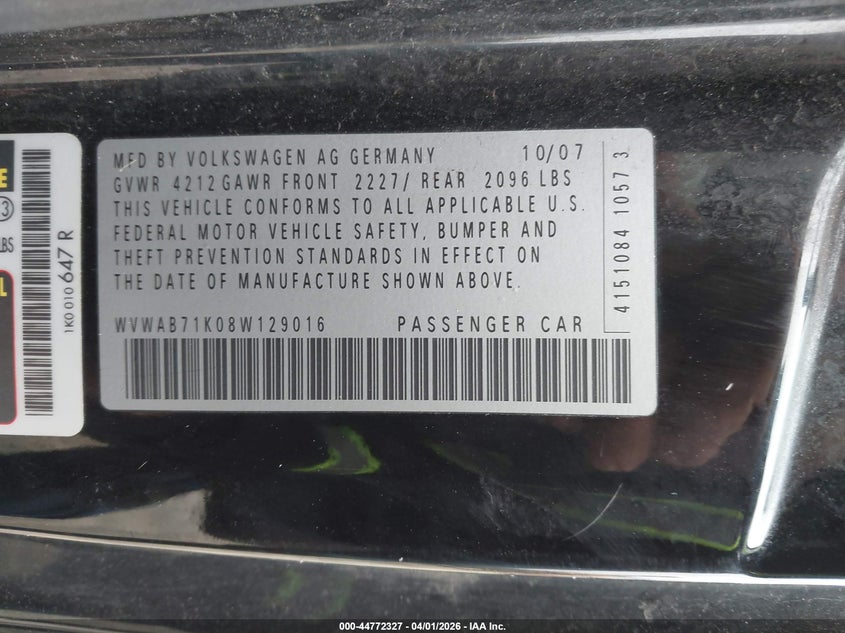 MFD BY VOLKSWAGEN AG GERMANY 10/07
GVWR 4212 GAWR FRONT 2227/ REAR 2096 LBS
THIS VEHICLE CONFORMS TO ALL APPLICABLE U.S.
FEDERAL MOTOR VEHICLE SAFETY, BUMPER AND
THEFT PREVENTION STANDARDS IN EFFECT ON
THE DATE OF MANUFACTURE SHOWN ABOVE.
WVWAB71K08W129016 PASSENGER CAR
4151084 1057 3
E
3
LBS
L
1K0 010 647 R
000-44772327 - 04/01/2026 - IAA Inc.